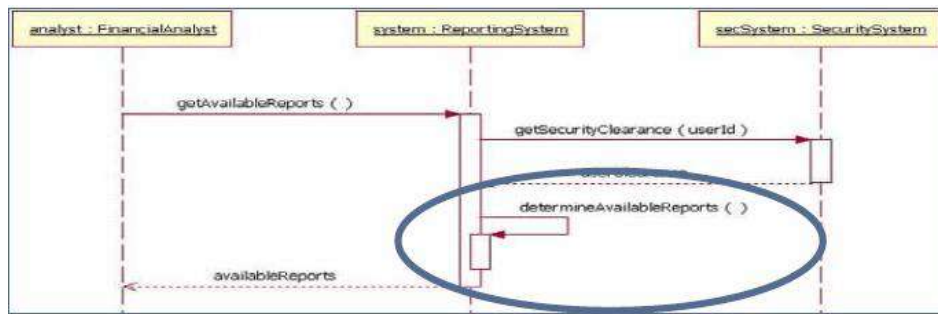 analyst : FinancialAnalyst
system : ReportingSystem
secSystem : SecuritySystem
getAvailableReports ( )
getSecurityClearance ( userId )
determineAvailableReports ( )
availableReports